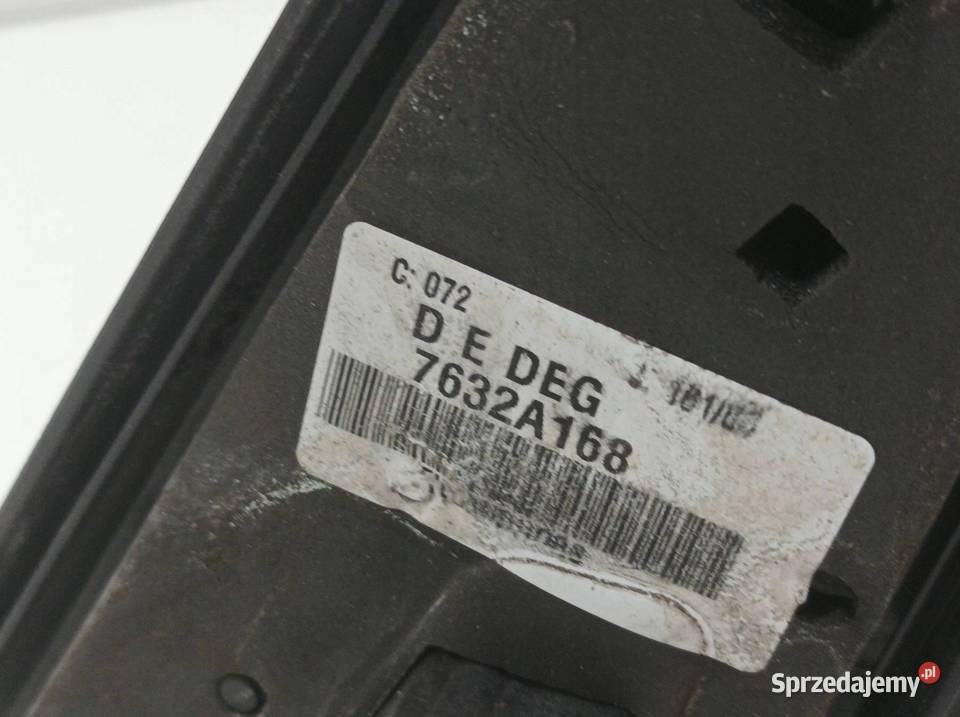 C: 072
D E DEG
7632A168
Sprzedajemy.pl